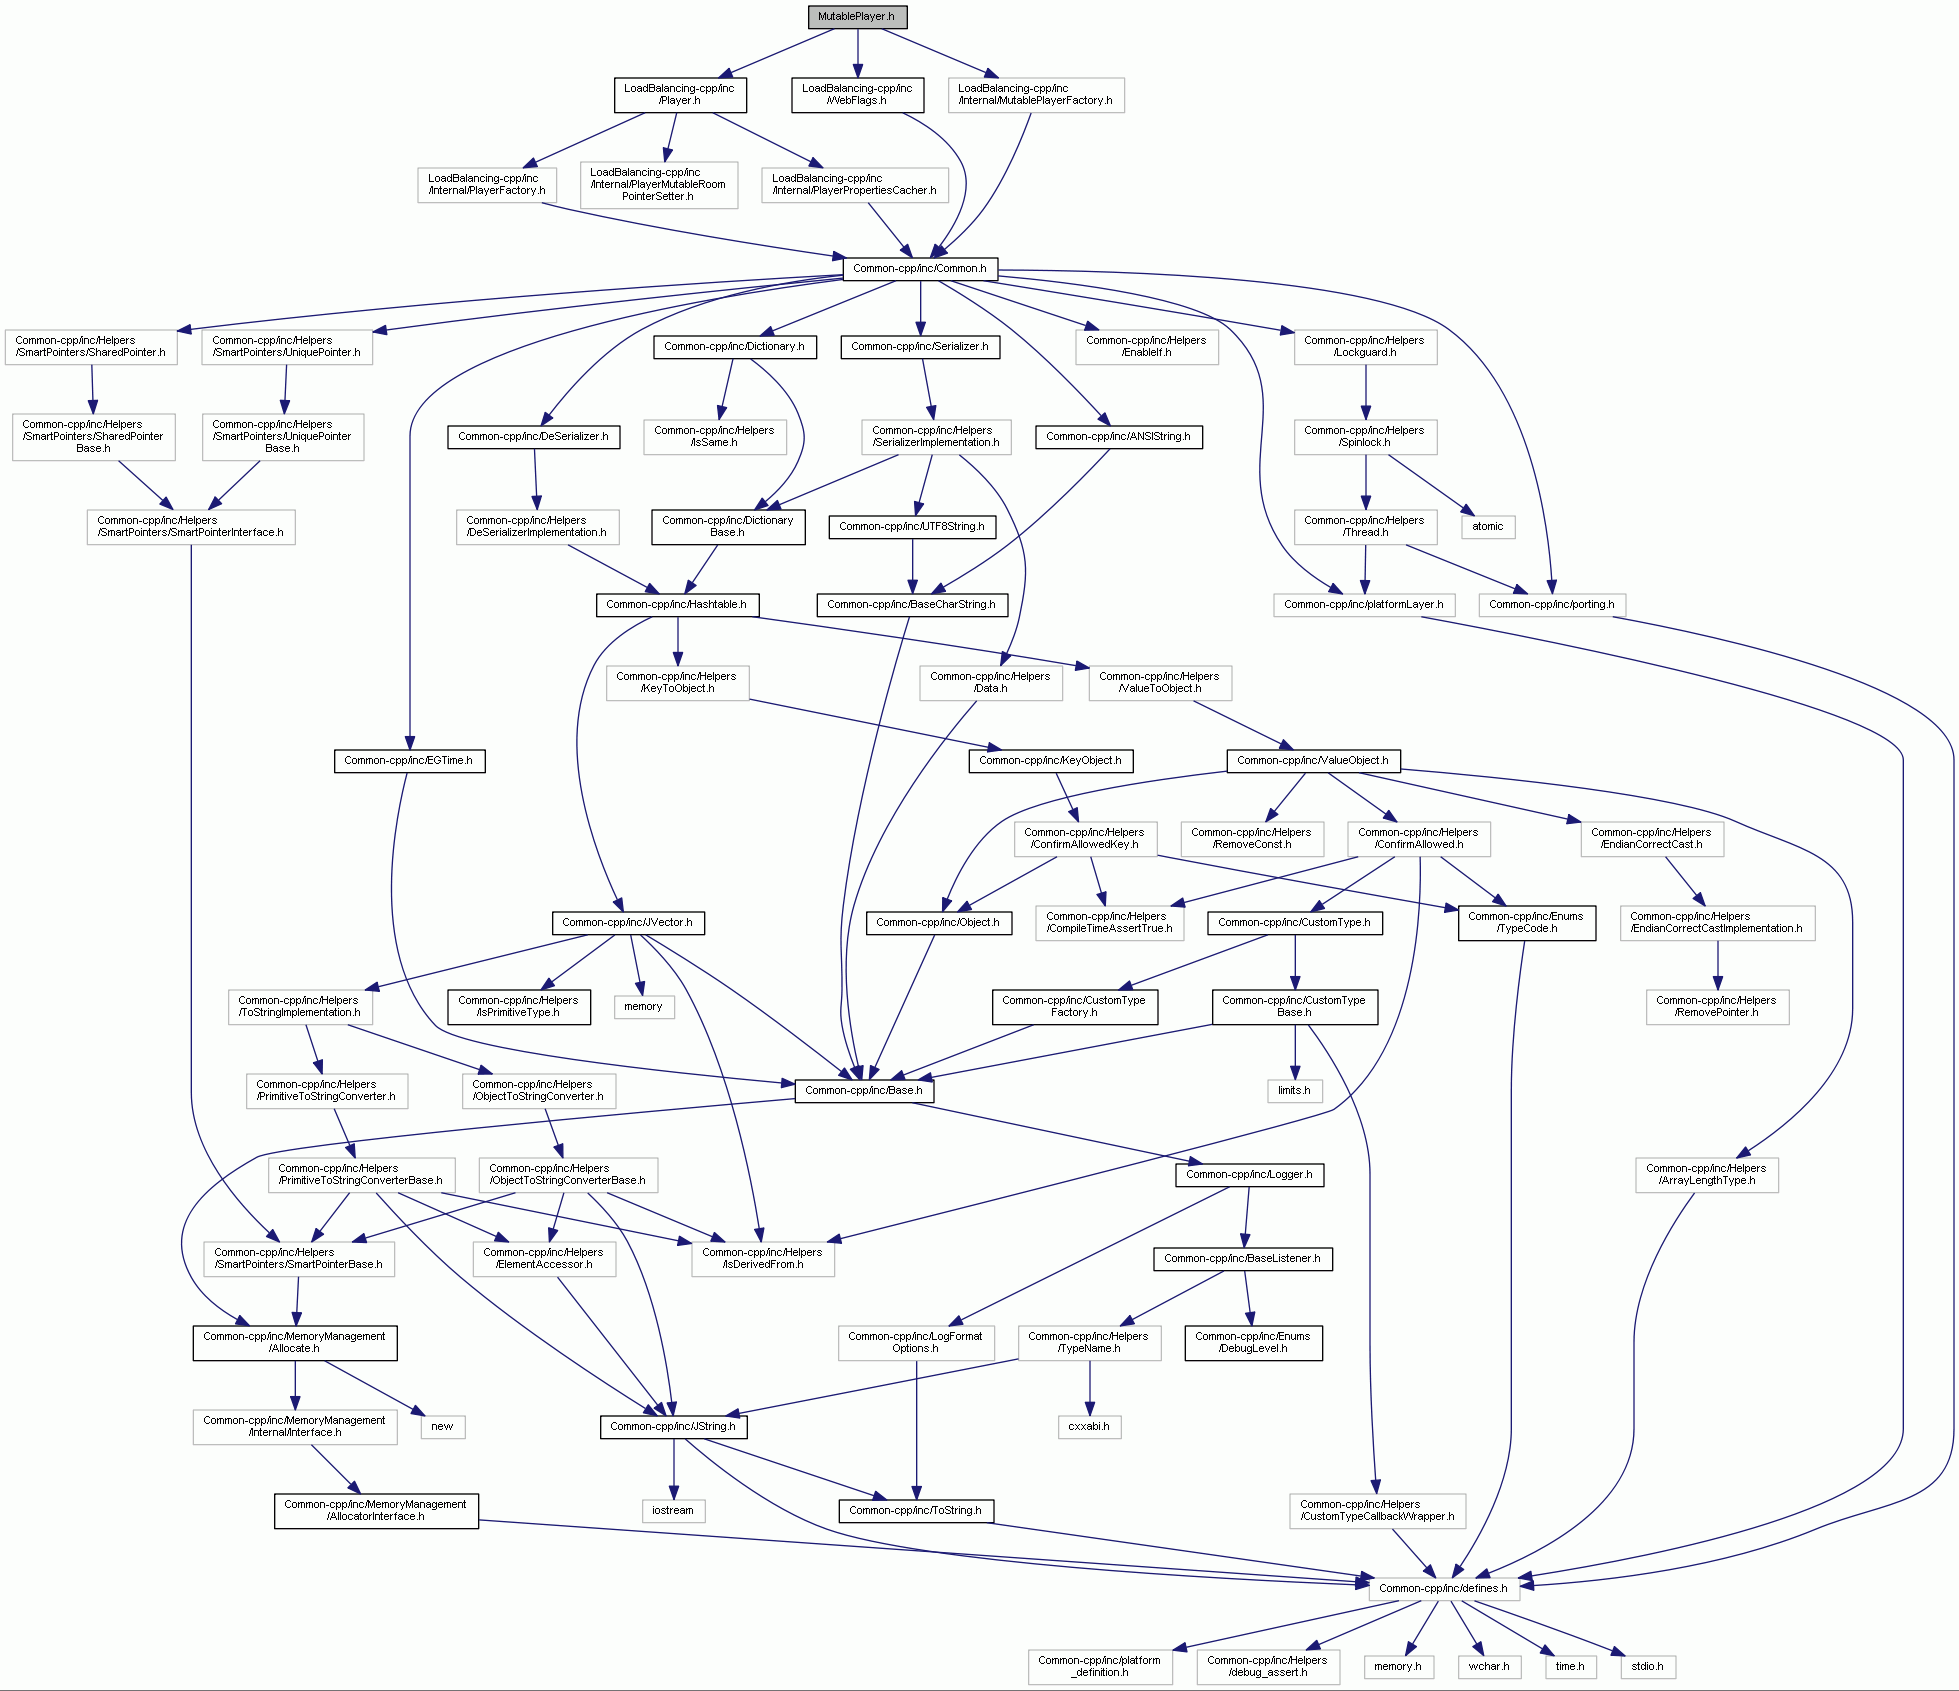 MutablePlayer.h
LoadBalancing-cpp/inc
/Player.h
LoadBalancing-cpp/inc
/WebFlags.h
LoadBalancing-cpp/inc
/Internal/MutablePlayerFactory.h
LoadBalancing-cpp/inc
/Internal/PlayerFactory.h
LoadBalancing-cpp/inc
/Internal/PlayerMutableRoom
PointerSetter.h
LoadBalancing-cpp/inc
/Internal/PlayerPropertiesCacher.h
Common-cpp/inc/Common.h
Common-cpp/inc/Helpers
/SmartPointers/SharedPointer.h
Common-cpp/inc/Helpers
/SmartPointers/UniquePointer.h
Common-cpp/inc/Dictionary.h
Common-cpp/inc/Serializer.h
Common-cpp/inc/Helpers
/EnableIf.h
Common-cpp/inc/Helpers
/Lockguard.h
Common-cpp/inc/Helpers
/SmartPointers/SharedPointer
Base.h
Common-cpp/inc/Helpers
/SmartPointers/UniquePointer
Base.h
Common-cpp/inc/DeSerializer.h
Common-cpp/inc/Helpers
/IsSame.h
Common-cpp/inc/Helpers
/SerializerImplementation.h
Common-cpp/inc/ANSIString.h
Common-cpp/inc/Helpers
/Spinlock.h
Common-cpp/inc/Helpers
/SmartPointers/SmartPointerInterface.h
Common-cpp/inc/Helpers
/DeSerializerImplementation.h
Common-cpp/inc/Dictionary
Base.h
Common-cpp/inc/UTF8String.h
Common-cpp/inc/Helpers
/Thread.h
atomic
Common-cpp/inc/Hashtable.h
Common-cpp/inc/BaseCharString.h
Common-cpp/inc/platformLayer.h
Common-cpp/inc/porting.h
Common-cpp/inc/Helpers
/KeyToObject.h
Common-cpp/inc/Helpers
/Data.h
Common-cpp/inc/Helpers
/ValueToObject.h
Common-cpp/inc/EGTime.h
Common-cpp/inc/KeyObject.h
Common-cpp/inc/ValueObject.h
Common-cpp/inc/Helpers
/ConfirmAllowedKey.h
Common-cpp/inc/Helpers
/RemoveConst.h
Common-cpp/inc/Helpers
/ConfirmAllowed.h
Common-cpp/inc/Helpers
/EndianCorrectCast.h
Common-cpp/inc/JVector.h
Common-cpp/inc/Object.h
Common-cpp/inc/Helpers
/CompileTimeAssertTrue.h
Common-cpp/inc/CustomType.h
Common-cpp/inc/Enums
/TypeCode.h
Common-cpp/inc/Helpers
/EndianCorrectCastImplementation.h
Common-cpp/inc/Helpers
/ToStringImplementation.h
Common-cpp/inc/Helpers
/IsPrimitiveType.h
memory
Common-cpp/inc/CustomType
Factory.h
Common-cpp/inc/CustomType
Base.h
Common-cpp/inc/Helpers
/RemovePointer.h
Common-cpp/inc/Helpers
/PrimitiveToStringConverter.h
Common-cpp/inc/Helpers
/ObjectToStringConverter.h
Common-cpp/inc/Base.h
limits.h
Common-cpp/inc/Helpers
/PrimitiveToStringConverterBase.h
Common-cpp/inc/Helpers
/ObjectToStringConverterBase.h
Common-cpp/inc/Logger.h
Common-cpp/inc/Helpers
/ArrayLengthType.h
Common-cpp/inc/Helpers
/SmartPointers/SmartPointerBase.h
Common-cpp/inc/Helpers
/ElementAccessor.h
Common-cpp/inc/Helpers
/IsDerivedFrom.h
Common-cpp/inc/BaseListener.h
Common-cpp/inc/MemoryManagement
/Allocate.h
Common-cpp/inc/LogFormat
Options.h
Common-cpp/inc/Helpers
/TypeName.h
Common-cpp/inc/Enums
/DebugLevel.h
Common-cpp/inc/MemoryManagement
/Internal/Interface.h
new
Common-cpp/inc/JString.h
cxxabi.h
Common-cpp/inc/MemoryManagement
/AllocatorInterface.h
iostream
Common-cpp/inc/ToString.h
Common-cpp/inc/Helpers
/CustomTypeCallbackWrapper.h
Common-cpp/inc/defines.h
Common-cpp/inc/platform
_definition.h
Common-cpp/inc/Helpers
/debug_assert.h
memory.h
wchar.h
time.h
stdio.h